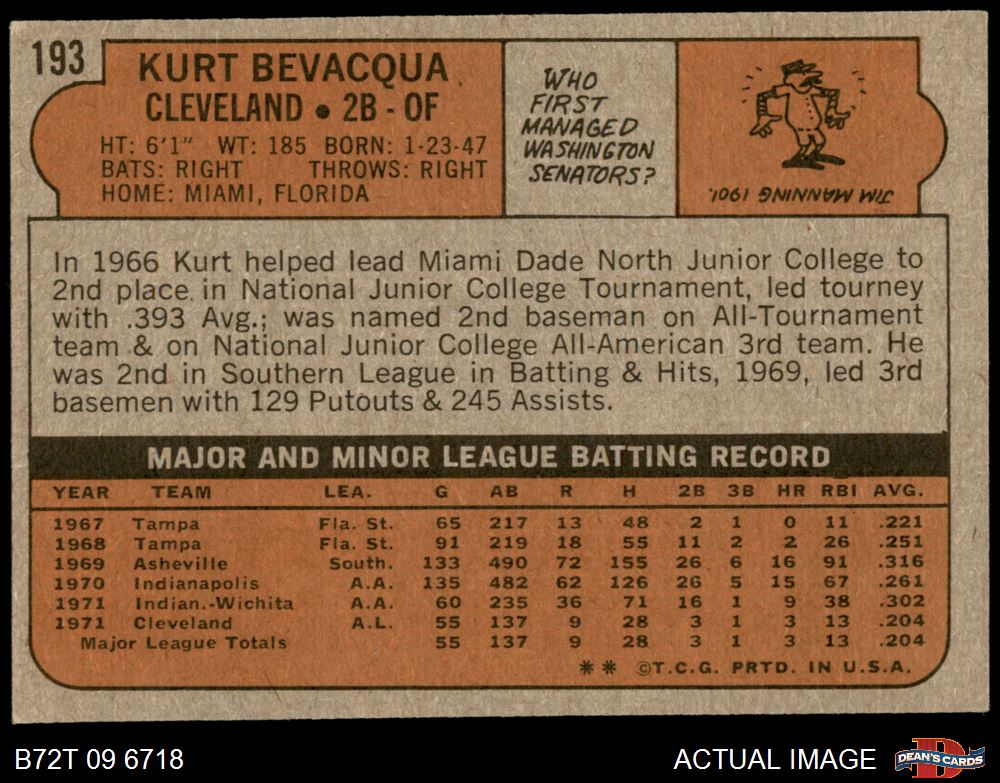 193
KURT BEVACQUA
CLEVELAND • 2B - OF
HT: 6'1" WT: 185 BORN: 1-23-47
BATS: RIGHT THROWS: RIGHT
HOME: MIAMI, FLORIDA
WHO
FIRST
MANAGED
WASHINGTON
SENATORS?
JIM MANNING 1901.
In 1966 Kurt helped lead Miami Dade North Junior College to
2nd place in National Junior College Tournament, led tourney
with .393 Avg.; was named 2nd baseman on All-Tournament
team & on National Junior College All-American 3rd team. He
was 2nd in Southern League in Batting & Hits, 1969, led 3rd
basemen with 129 Putouts & 245 Assists.
MAJOR AND MINOR LEAGUE BATTING RECORD
YEAR TEAM LEA. G AB R H 2B 3B HR RBI AVG.
1967 Tampa Fla. St. 65 217 13 48 2 1 0 11 .221
1968 Tampa Fla. St. 91 219 18 55 11 2 2 26 .251
1969 Asheville South. 133 490 72 155 26 6 16 91 .316
1970 Indianapolis A.A. 135 482 62 126 26 5 15 67 .261
1971 Indian.-Wichita A.A. 60 235 36 71 16 1 9 38 .302
1971 Cleveland A.L. 55 137 9 28 3 1 3 13 .204
Major League Totals 55 137 9 28 3 1 3 13 .204
** ©T.C.G. PRTD. IN U.S.A.
B72T 09 6718
ACTUAL IMAGE
DEAN'S CARDS